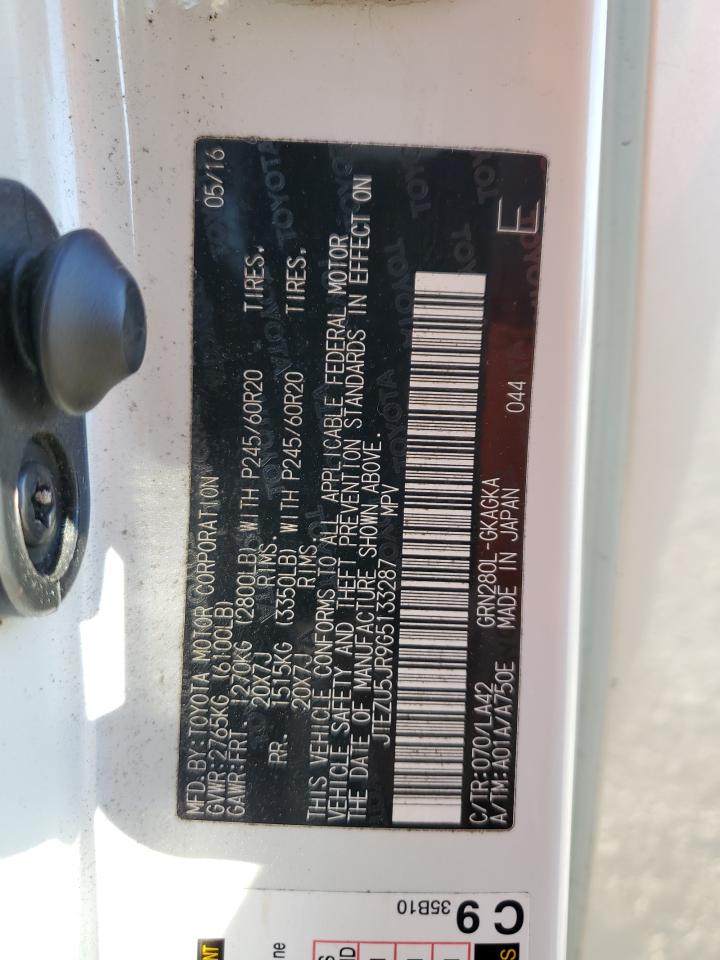 MFD.BY:TOYOTA MOTOR CORPORATION 05/16
GVWR:2765KG (6100LB)
GAWR:FRT. 1270KG (2800LB) WITH P245/60R20 TIRES.
20X7J RIMS.
RR. 1515KG (3350LB) WITH P245/60R20 TIRES.
20X7J RIMS.
THIS VEHICLE CONFORMS TO ALL APPLICABLE FEDERAL MOTOR
VEHICLE SAFETY AND THEFT PREVENTION STANDARDS IN EFFECT ON
THE DATE OF MANUFACTURE SHOWN ABOVE.
JTEZU5JR9G5133287 MPV
C/TR:070/LA42 GRN280L-GKAGKA
A/TM:A01A/A750E MADE IN JAPAN 044 E
C 9
35B10